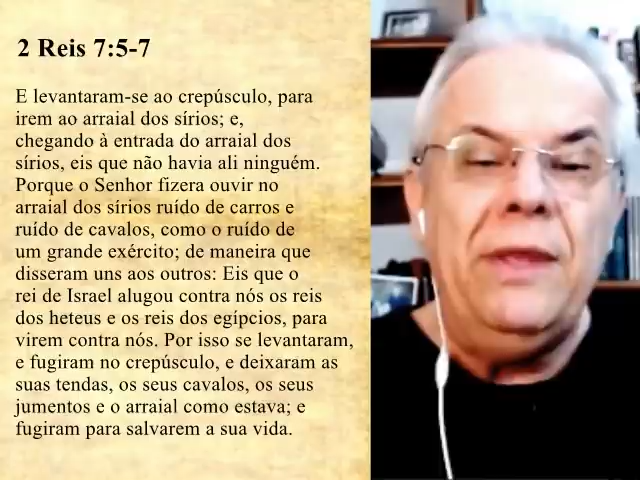 2 Reis 7:5-7
E levantaram-se ao crepúsculo, para
irem ao arraial dos sírios; e,
chegando à entrada do arraial dos
sírios, eis que não havia ali ninguém.
Porque o Senhor fizera ouvir no
arraial dos sírios ruído de carros e
ruído de cavalos, como o ruído de
um grande exército; de maneira que
disseram uns aos outros: Eis que o
rei de Israel alugou contra nós os reis
dos heteus e os reis dos egípcios, para
virem contra nós. Por isso se levantaram,
e fugiram no crepúsculo, e deixaram as
suas tendas, os seus cavalos, os seus
jumentos e o arraial como estava; e
fugiram para salvarem a sua vida.